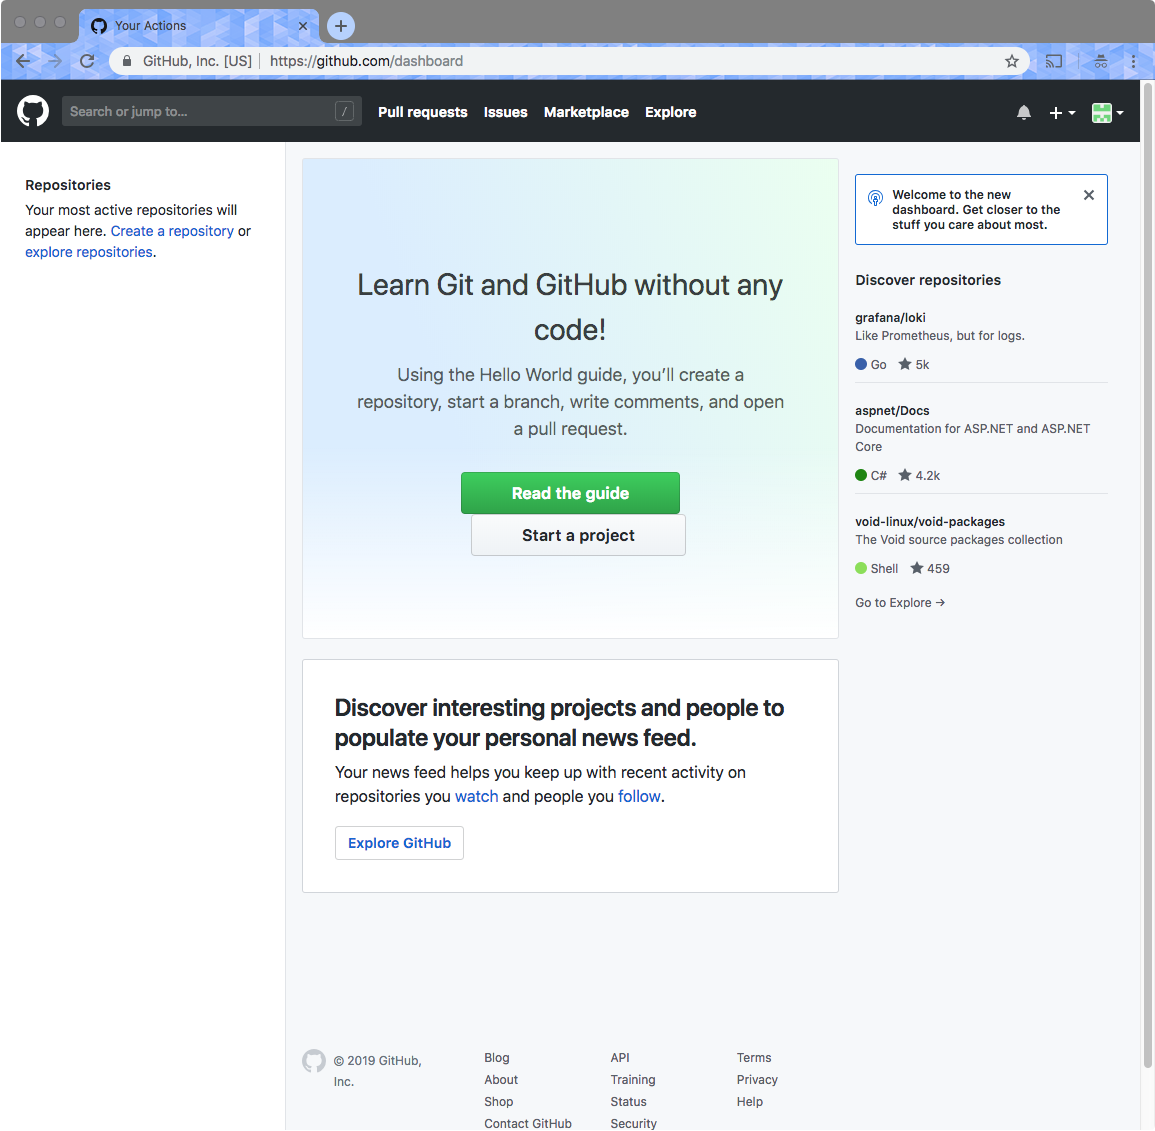 Your Actions
GitHub, Inc. [US] | https://github.com/dashboard
Search or jump to... /
Pull requests Issues Marketplace Explore
Repositories
Your most active repositories will
appear here. Create a repository or
explore repositories.
Learn Git and GitHub without any
code!
Using the Hello World guide, you’ll create a
repository, start a branch, write comments, and open
a pull request.
Read the guide
Start a project
Discover interesting projects and people to
populate your personal news feed.
Your news feed helps you keep up with recent activity on
repositories you watch and people you follow.
Explore GitHub
Welcome to the new
dashboard. Get closer to the
stuff you care about most.
Discover repositories
grafana/loki
Like Prometheus, but for logs.
Go ★ 5k
aspnet/Docs
Documentation for ASP.NET and ASP.NET
Core
C# ★ 4.2k
void-linux/void-packages
The Void source packages collection
Shell ★ 459
Go to Explore →
© 2019 GitHub,
Inc.
Blog
About
Shop
Contact GitHub
API
Training
Status
Security
Terms
Privacy
Help